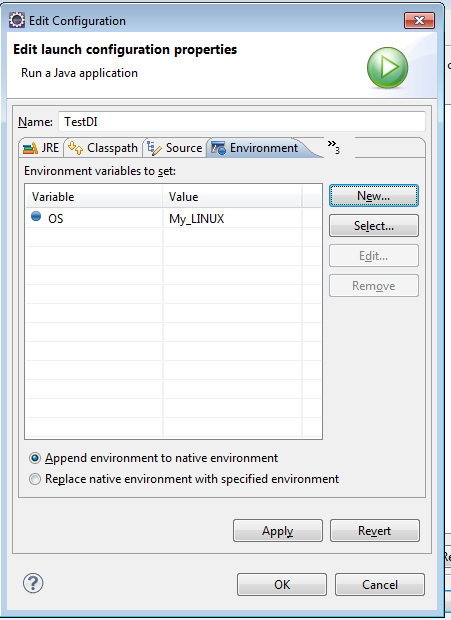 Edit Configuration
Edit launch configuration properties
Run a Java application
Name: TestDI
JRE Classpath Source Environment »3
Environment variables to set:
Variable Value
OS My_LINUX
New...
Select...
Edit...
Remove
Append environment to native environment
Replace native environment with specified environment
Apply Revert
? OK Cancel